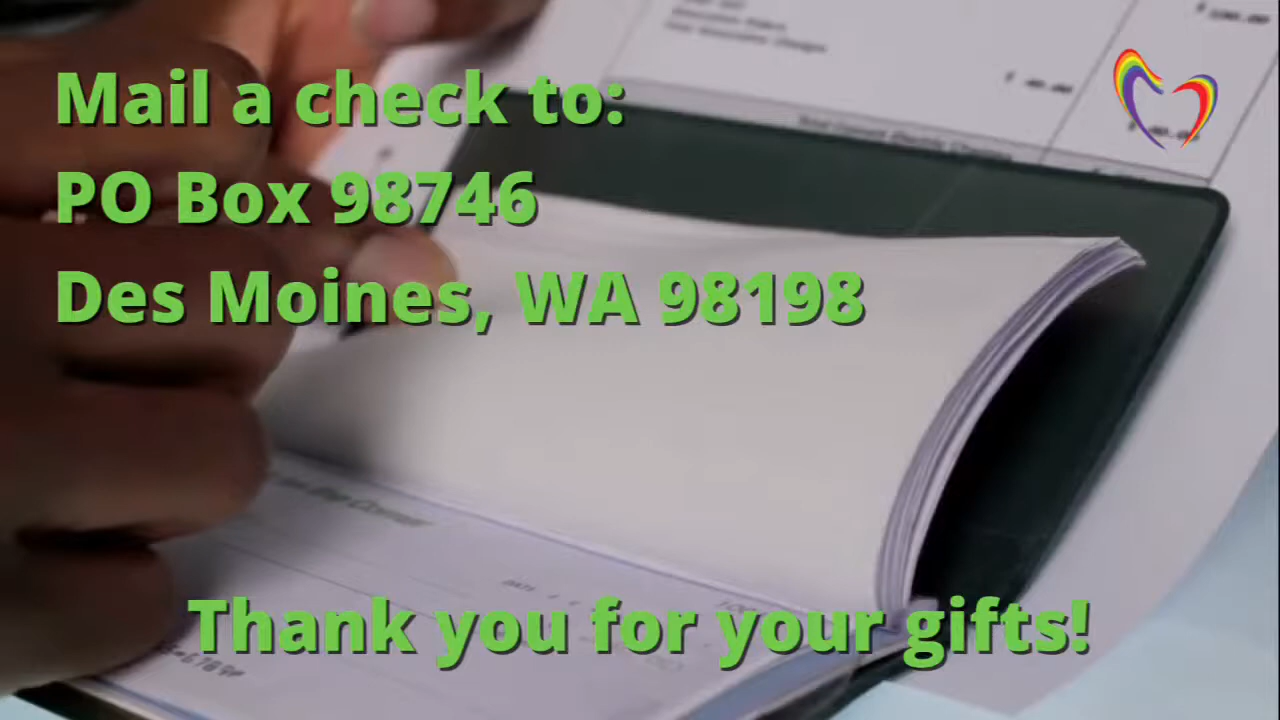 Mail a check to:
PO Box 98746
Des Moines, WA 98198
Thank you for your gifts!